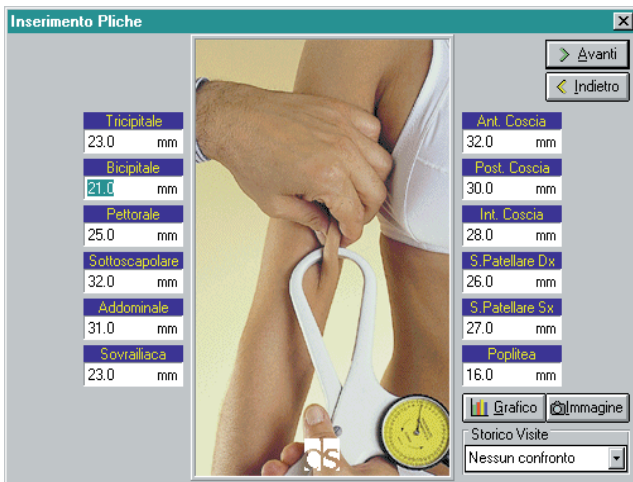 Inserimento Pliche
Avanti
Indietro
Tricipitale
23.0 mm
Bicipitale
21.0 mm
Pettorale
25.0 mm
Sottoscapolare
32.0 mm
Addominale
31.0 mm
Sovrailiaca
23.0 mm
Ant. Coscia
32.0 mm
Post. Coscia
30.0 mm
Int. Coscia
28.0 mm
S.Patellare Dx
26.0 mm
S.Patellare Sx
27.0 mm
Poplitea
16.0 mm
Grafico
Immagine
Storico Visite
Nessun confronto
ds